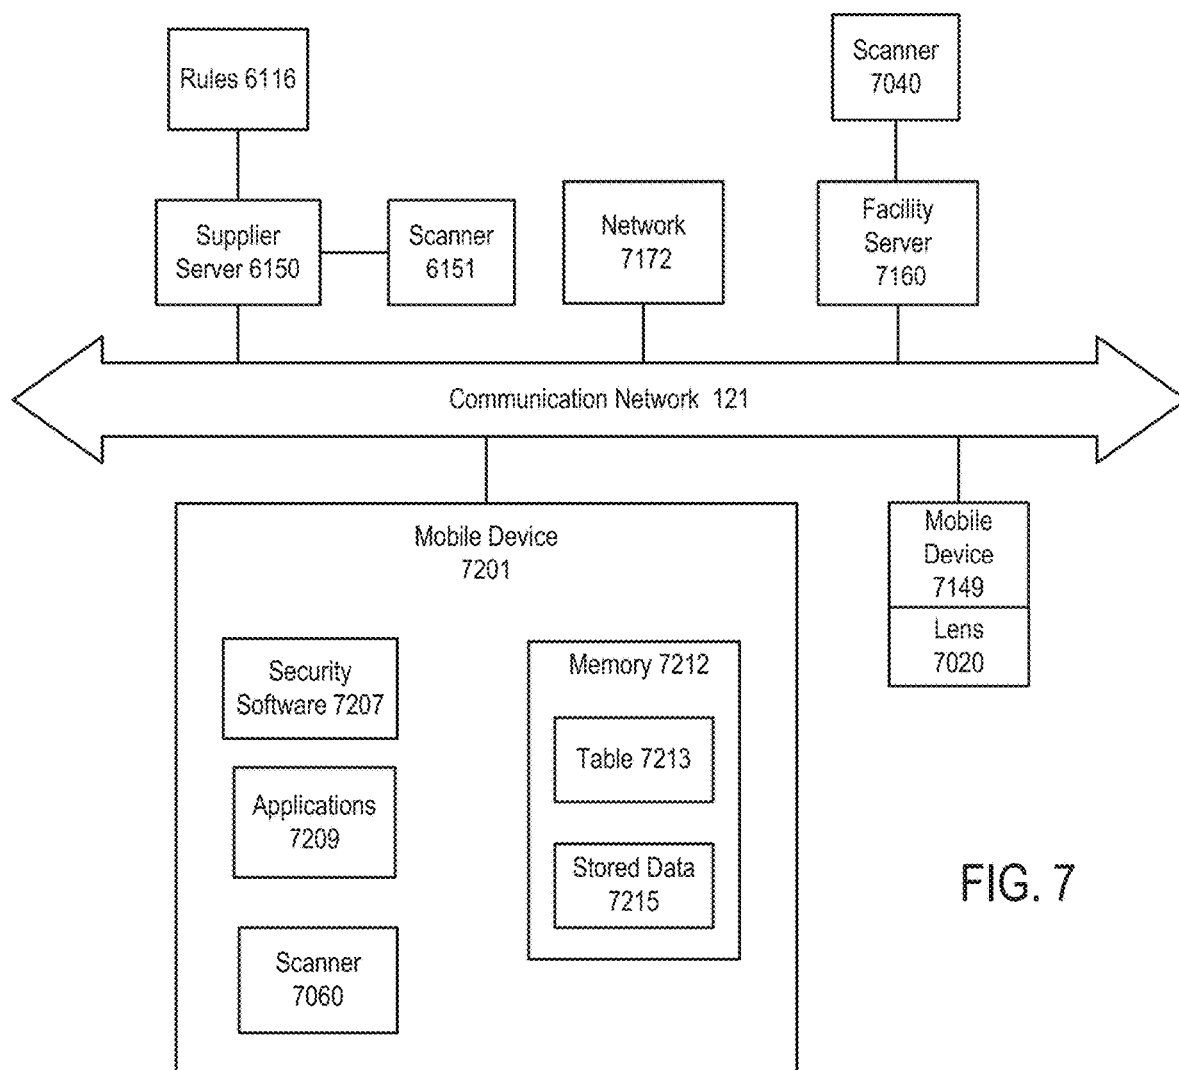 Rules 6116
Scanner
7040
Supplier
Server 6150
Scanner
6151
Network
7172
Facility
Server
7160
Communication Network 121
Mobile Device
7201
Mobile
Device
7149
Lens
7020
Security
Software 7207
Memory 7212
Table 7213
Applications
7209
Stored Data
7215
Scanner
7060
FIG. 7